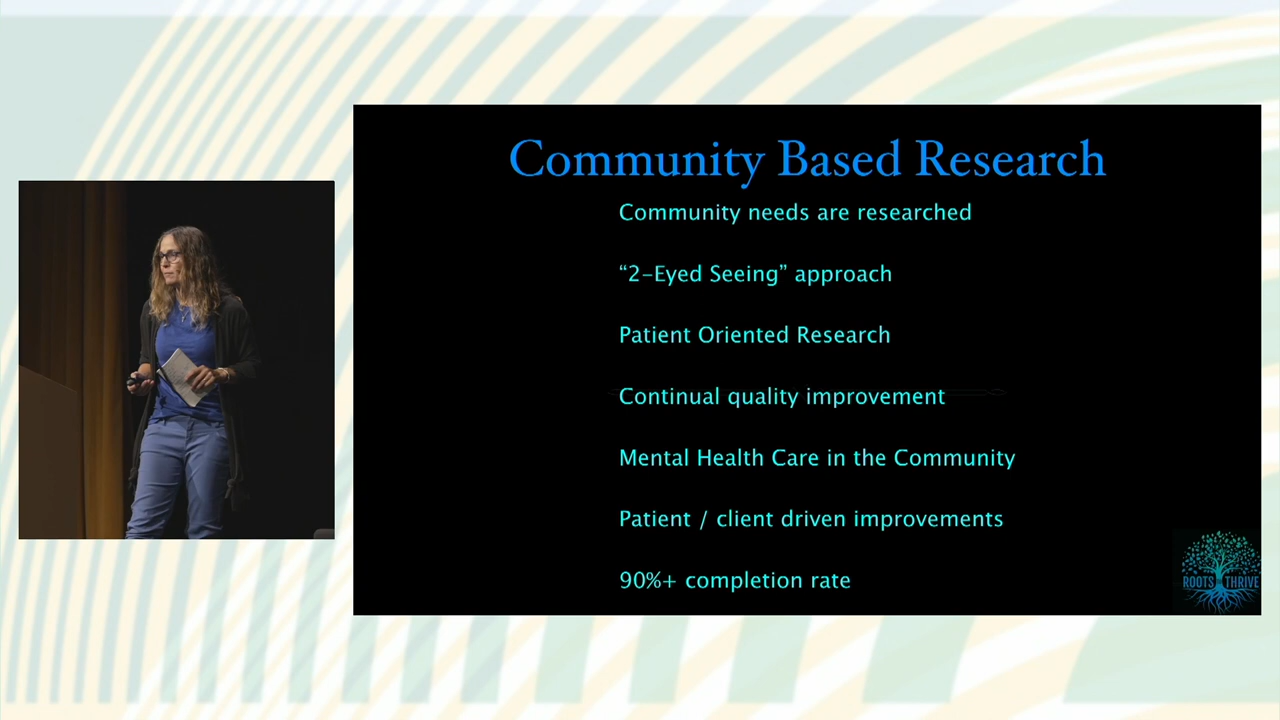 Community Based Research
Community needs are researched
“2-Eyed Seeing” approach
Patient Oriented Research
Continual quality improvement
Mental Health Care in the Community
Patient / client driven improvements
90%+ completion rate
ROOTS THRIVE